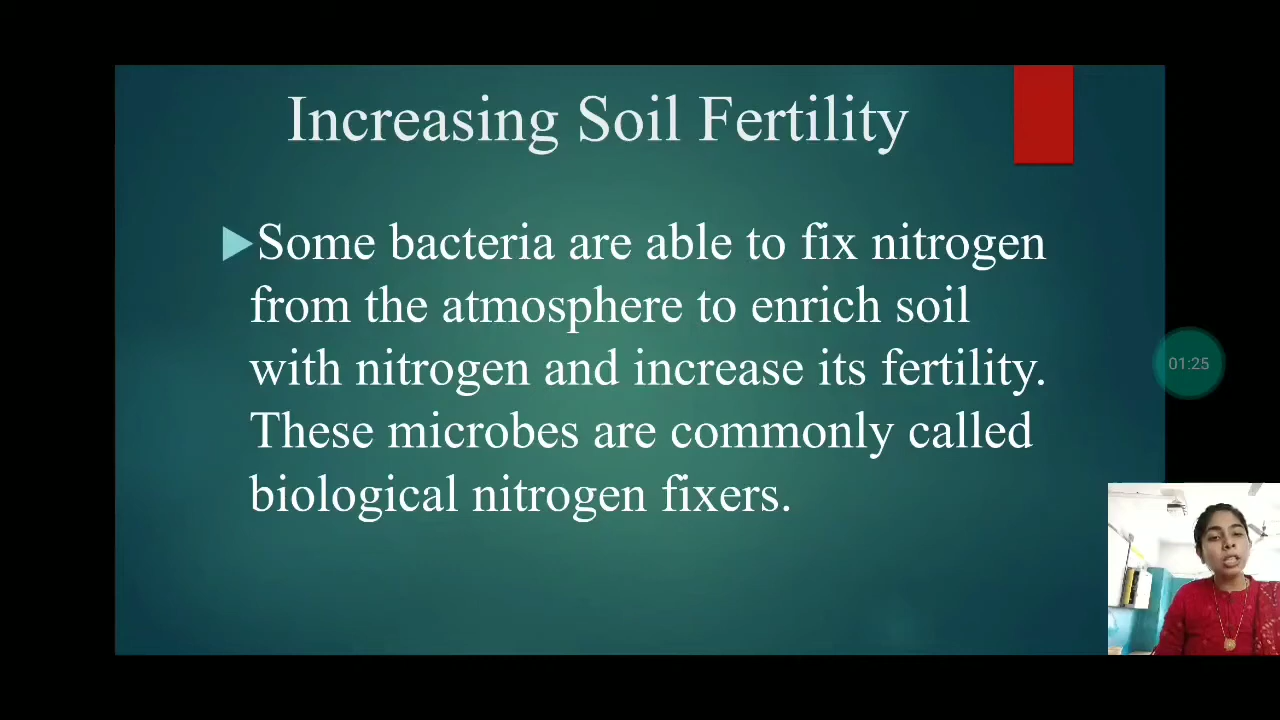 Increasing Soil Fertility
Some bacteria are able to fix nitrogen
from the atmosphere to enrich soil
with nitrogen and increase its fertility.
These microbes are commonly called
biological nitrogen fixers.
01:25